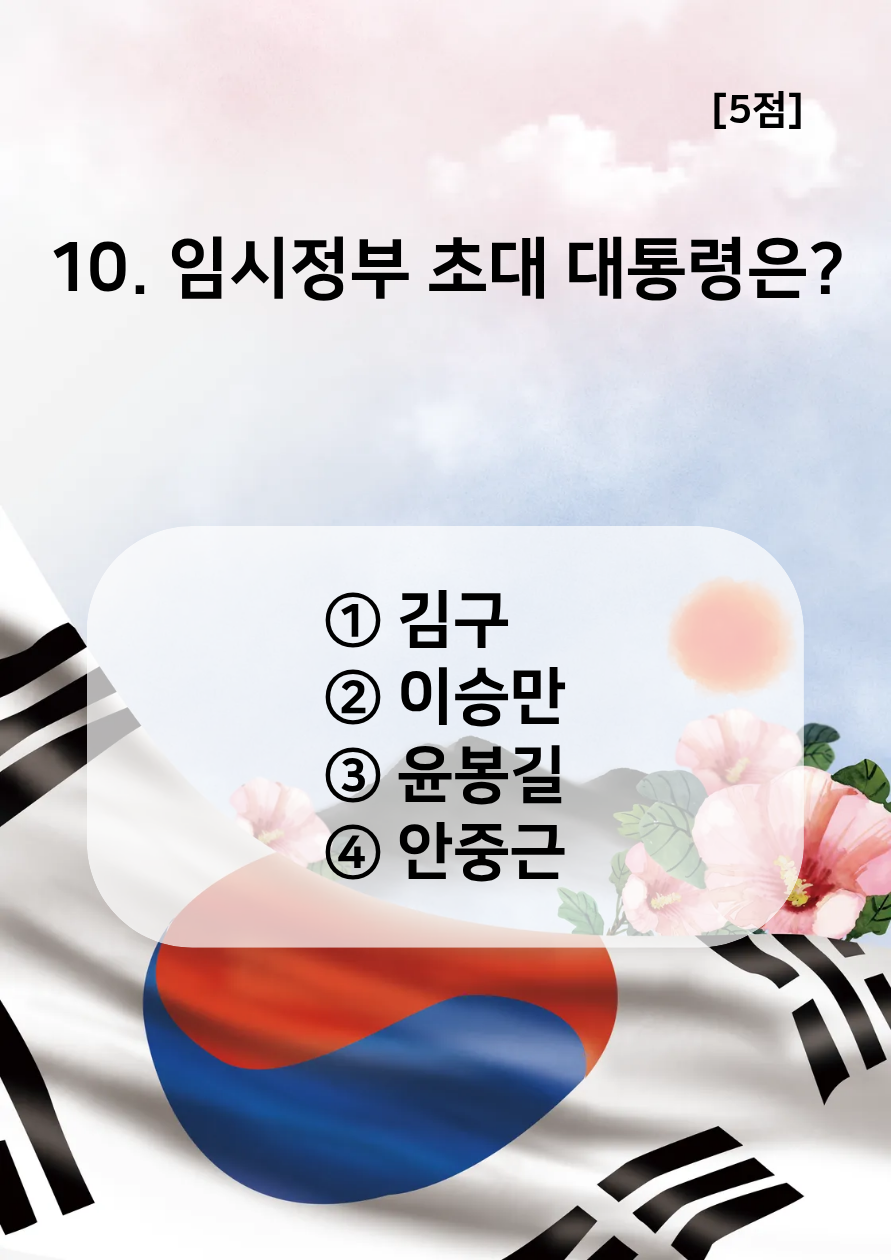 [5점]
10. 임시정부 초대 대통령은?
① 김구
② 이승만
③ 윤봉길
④ 안중근